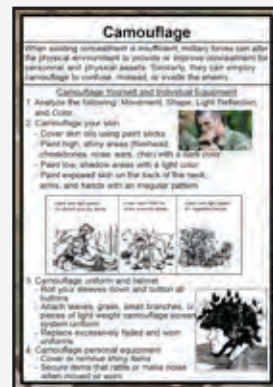 Camouflage
When existing concealment is insufficient, military forces can alter
the physical environment to provide or improve concealment for
personnel and physical assets. Similarly, they can employ
camouflage to confuse, mislead, or evade the enemy.
Camouflage Yourself and Individual Equipment
1. Analyze the following: Movement, Shape, Light Reflection,
and Color.
2. Camouflage your skin
- Cover skin oils using paint sticks
- Paint high, shiny areas (forehead,
cheekbones, nose, ears, chin) with a dark color
- Paint low, shadow areas with a light color
- Paint exposed skin on the back of the neck,
arms, and hands with an irregular pattern
3. Camouflage uniform and helmet
- Roll your sleeves down and button all
buttons
- Attach leaves, grass, small branches, or
pieces of light weight camouflage screen
system uniform
- Replace excessively faded and worn
uniforms
4. Camouflage personal equipment
- Cover or remove shiny items
- Secure items that rattle or make noise
when moved or worn